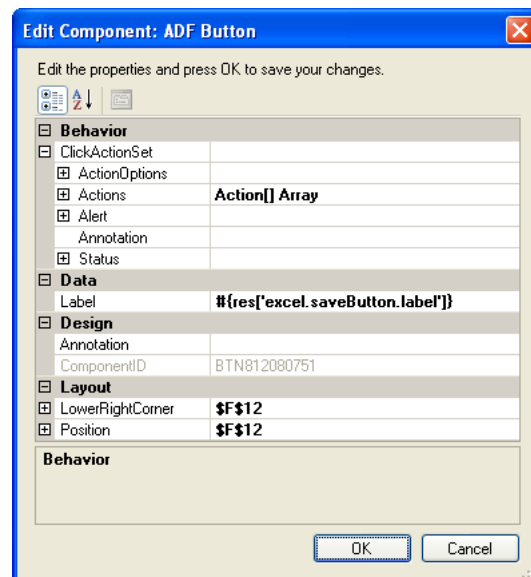 Edit Component: ADF Button
Edit the properties and press OK to save your changes.
Behavior
ClickActionSet
ActionOptions
Actions Action[] Array
Alert
Annotation
Status
Data
Label #{res['excel.saveButton.label']}
Design
Annotation
ComponentID BTN812080751
Layout
LowerRightCorner $F$12
Position $F$12
Behavior
OK Cancel